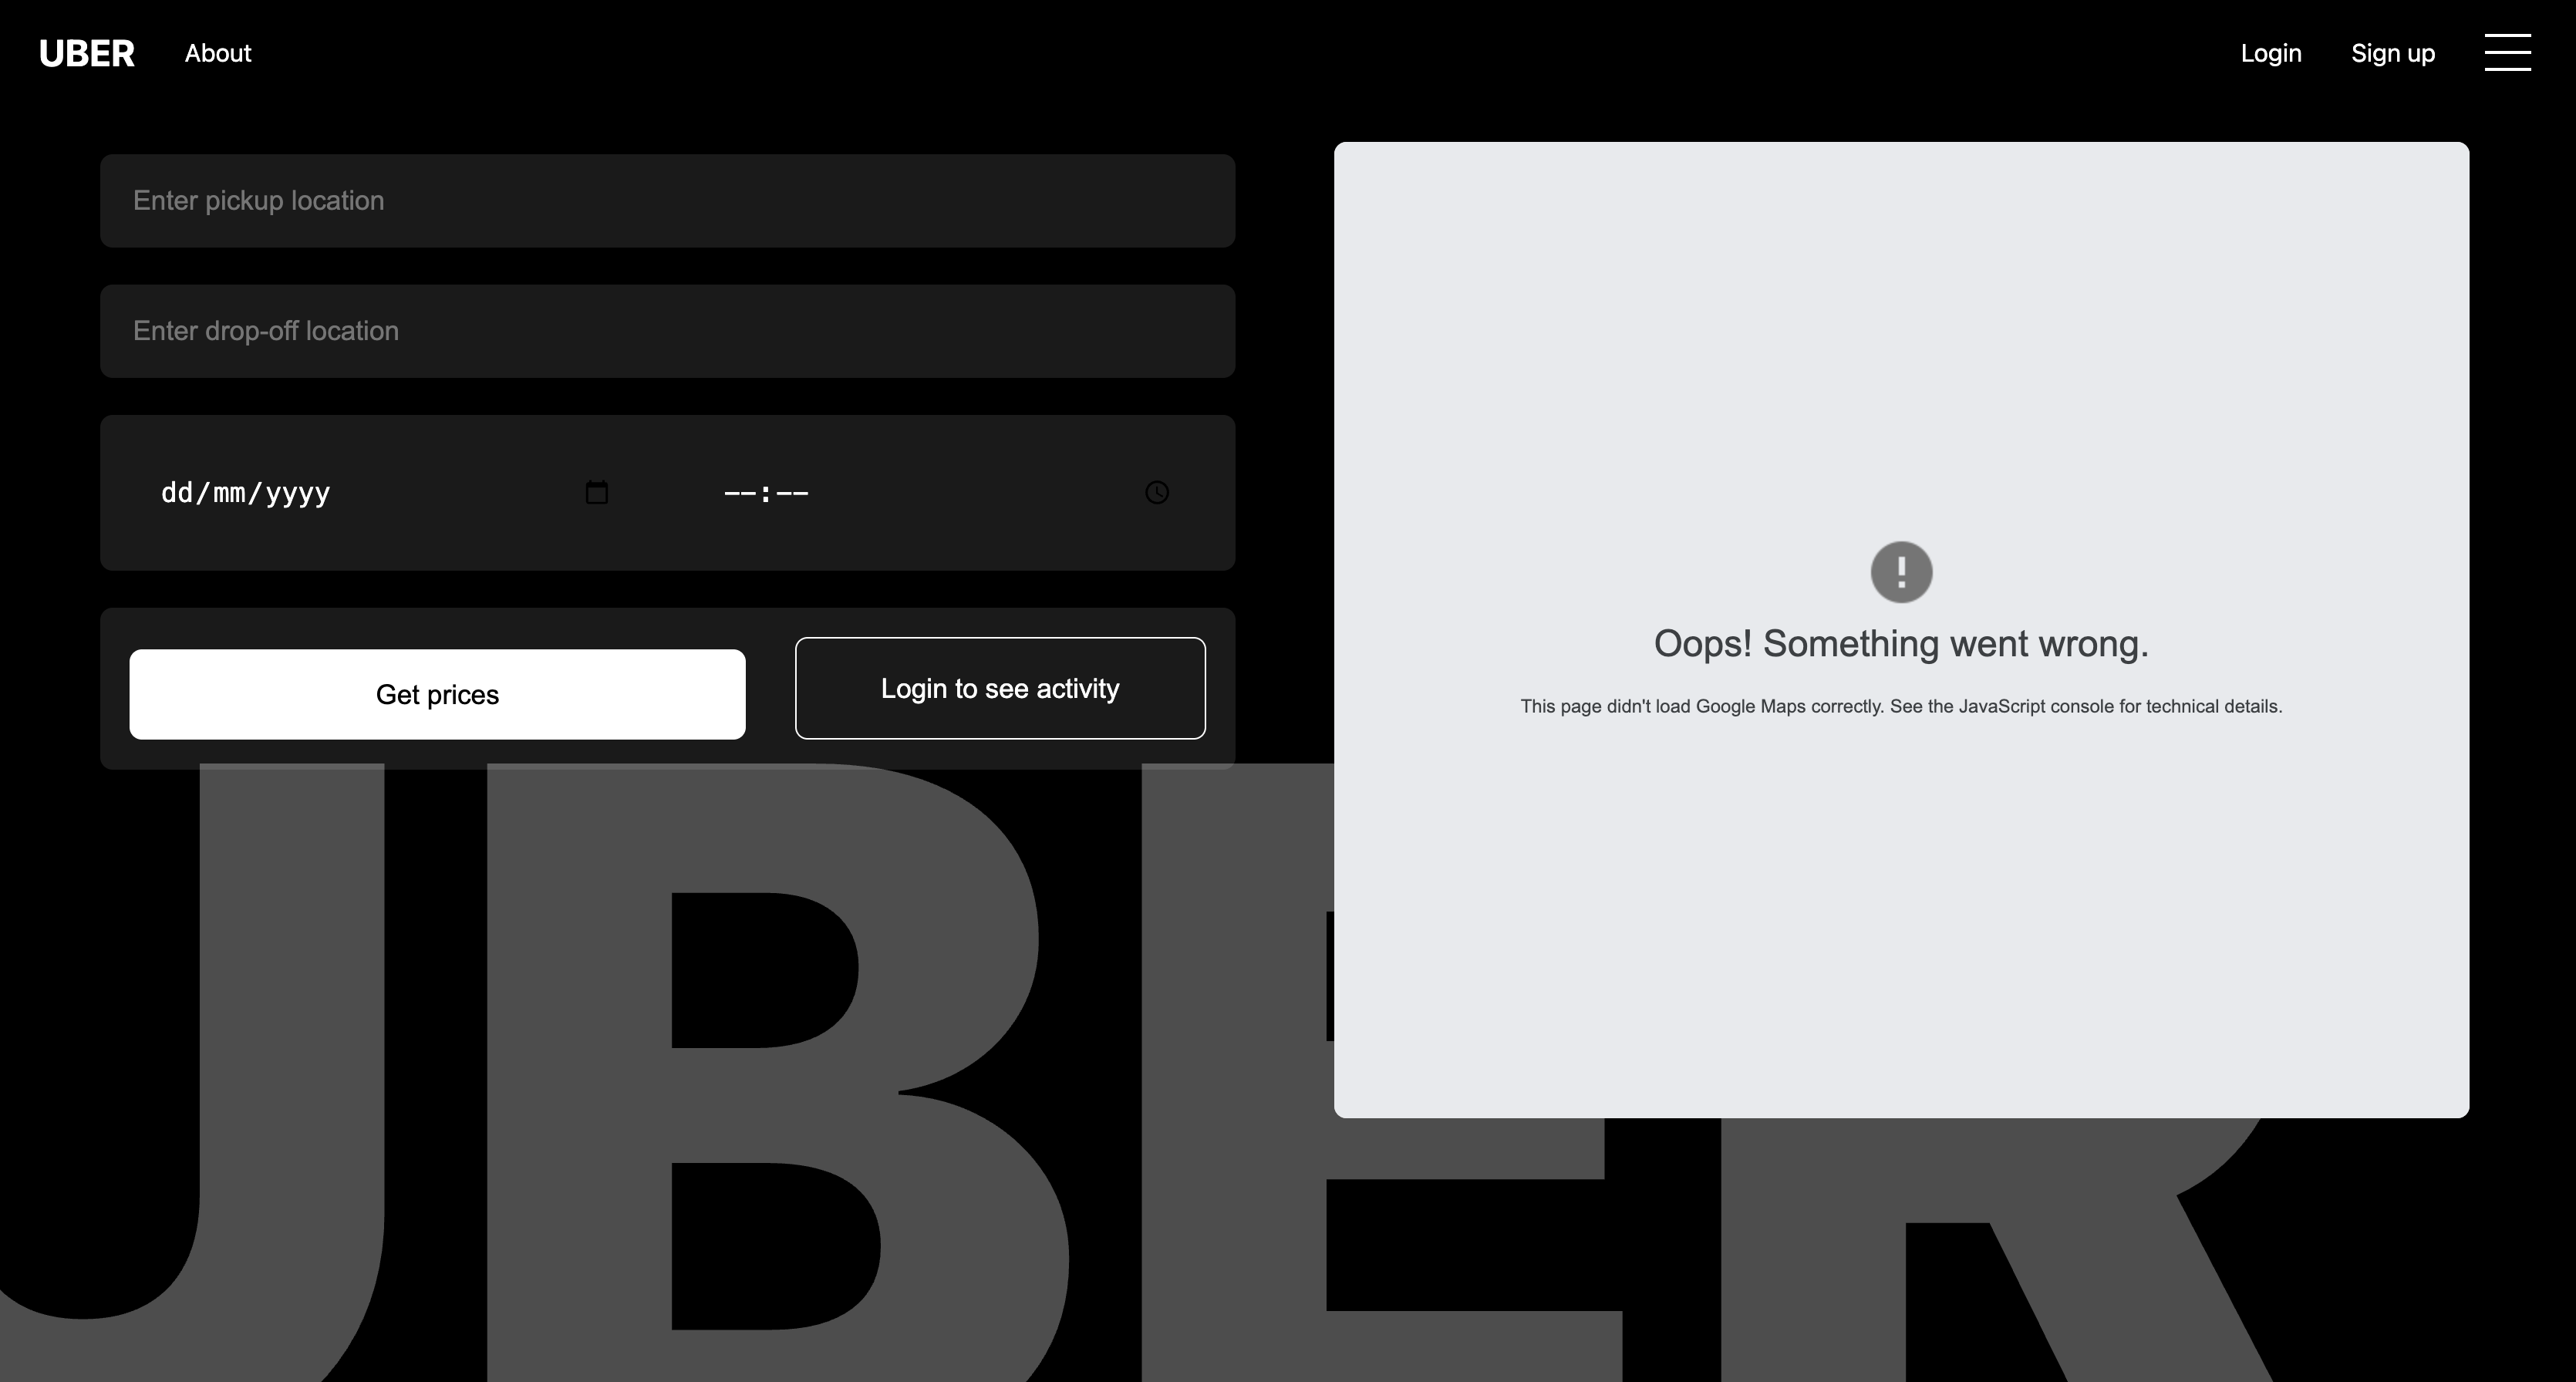 UBER About Login Sign up
Enter pickup location
Enter drop-off location
dd/mm/yyyy --:--
Get prices Login to see activity
Oops! Something went wrong.
This page didn't load Google Maps correctly. See the JavaScript console for technical details.
UBER